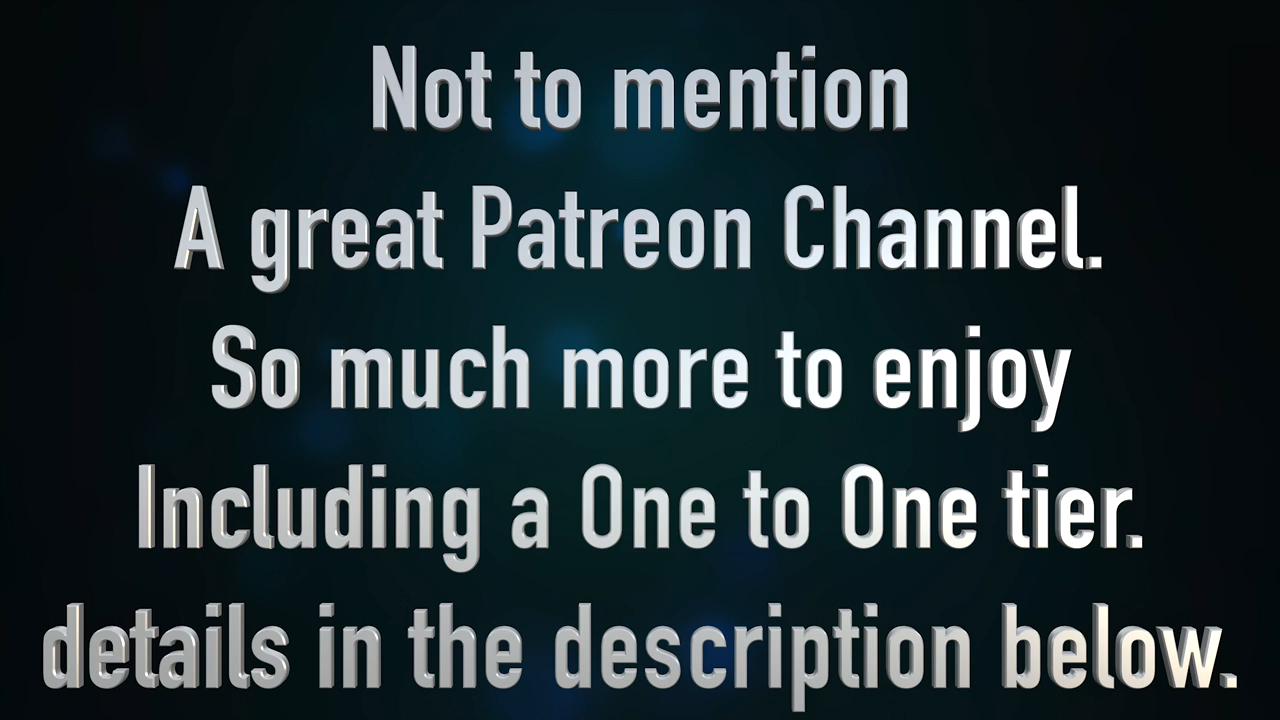 Not to mention
A great Patreon Channel.
So much more to enjoy
Including a One to One tier.
details in the description below.